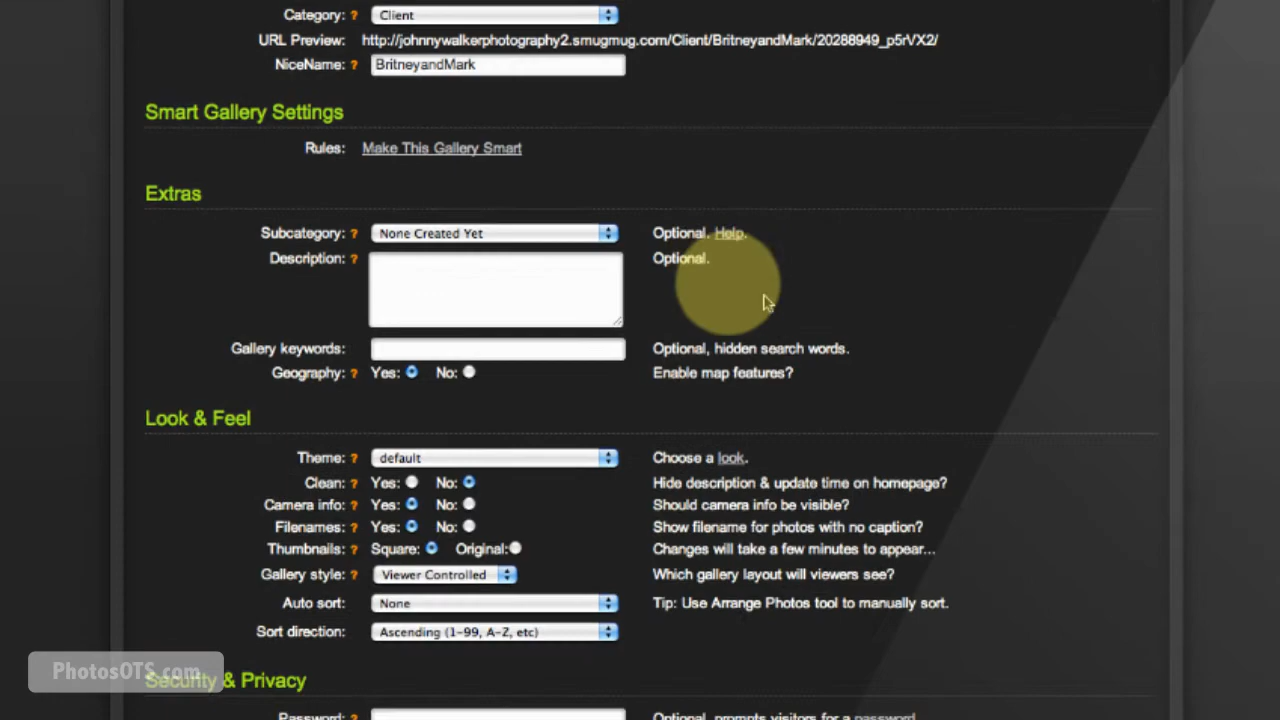 Category: ? Client
URL Preview: http://johnnywalkerphotography2.smugmug.com/Client/BritneyandMark/20288949_p5rVX2/
NiceName: ? BritneyandMark
Smart Gallery Settings
Rules: Make This Gallery Smart
Extras
Subcategory: ? None Created Yet Optional. Help.
Description: ? Optional.
Gallery keywords: Optional, hidden search words.
Geography: ? Yes: No: Enable map features?
Look & Feel
Theme: ? default Choose a look.
Clean: ? Yes: No: Hide description & update time on homepage?
Camera info: ? Yes: No: Should camera info be visible?
Filenames: ? Yes: No: Show filename for photos with no caption?
Thumbnails: ? Square: Original: Changes will take a few minutes to appear...
Gallery style: ? Viewer Controlled Which gallery layout will viewers see?
Auto sort: None Tip: Use Arrange Photos tool to manually sort.
Sort direction: Ascending (1-99, A-Z, etc)
PhotosOTS.com
Security & Privacy
Password: ? Optional, prompts visitors for a password.